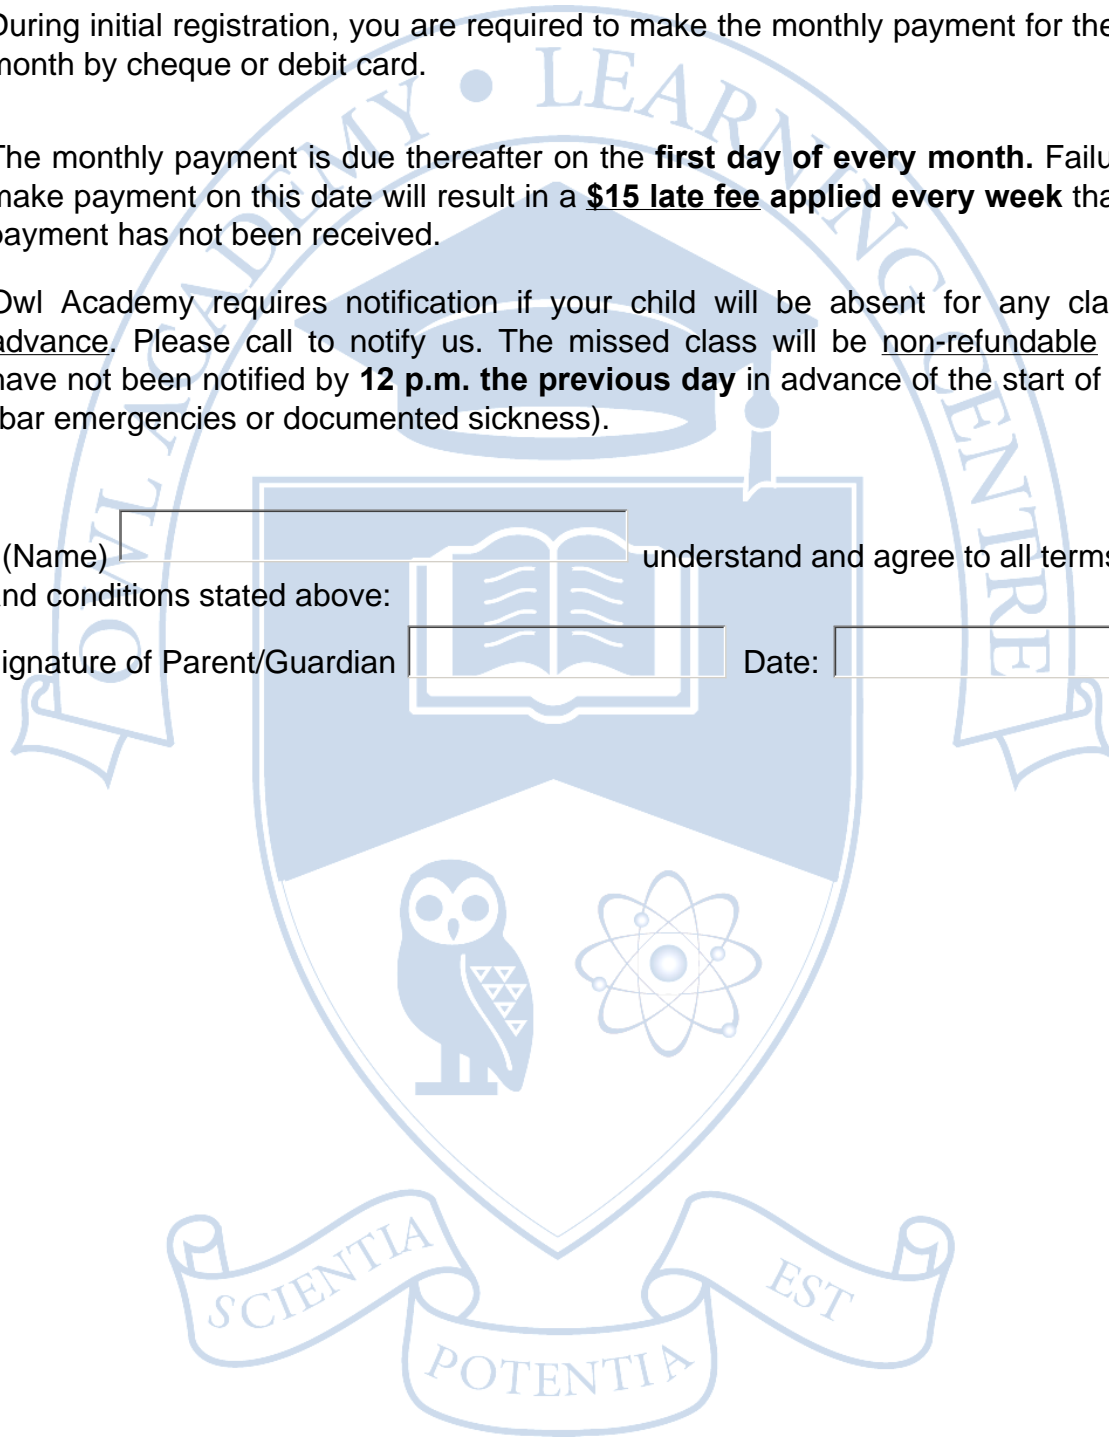 During initial registration, you are required to make the monthly payment for the
month by cheque or debit card.
The monthly payment is due thereafter on the first day of every month. Failu
make payment on this date will result in a $15 late fee applied every week tha
payment has not been received.
Owl Academy requires notification if your child will be absent for any cla
advance. Please call to notify us. The missed class will be non-refundable
have not been notified by 12 p.m. the previous day in advance of the start of
(bar emergencies or documented sickness).
(Name) understand and agree to all terms
and conditions stated above:
ignature of Parent/Guardian Date:
OWL ACADEMY • LEARNING CENTRE
SCIENTIA
POTENTIA
EST